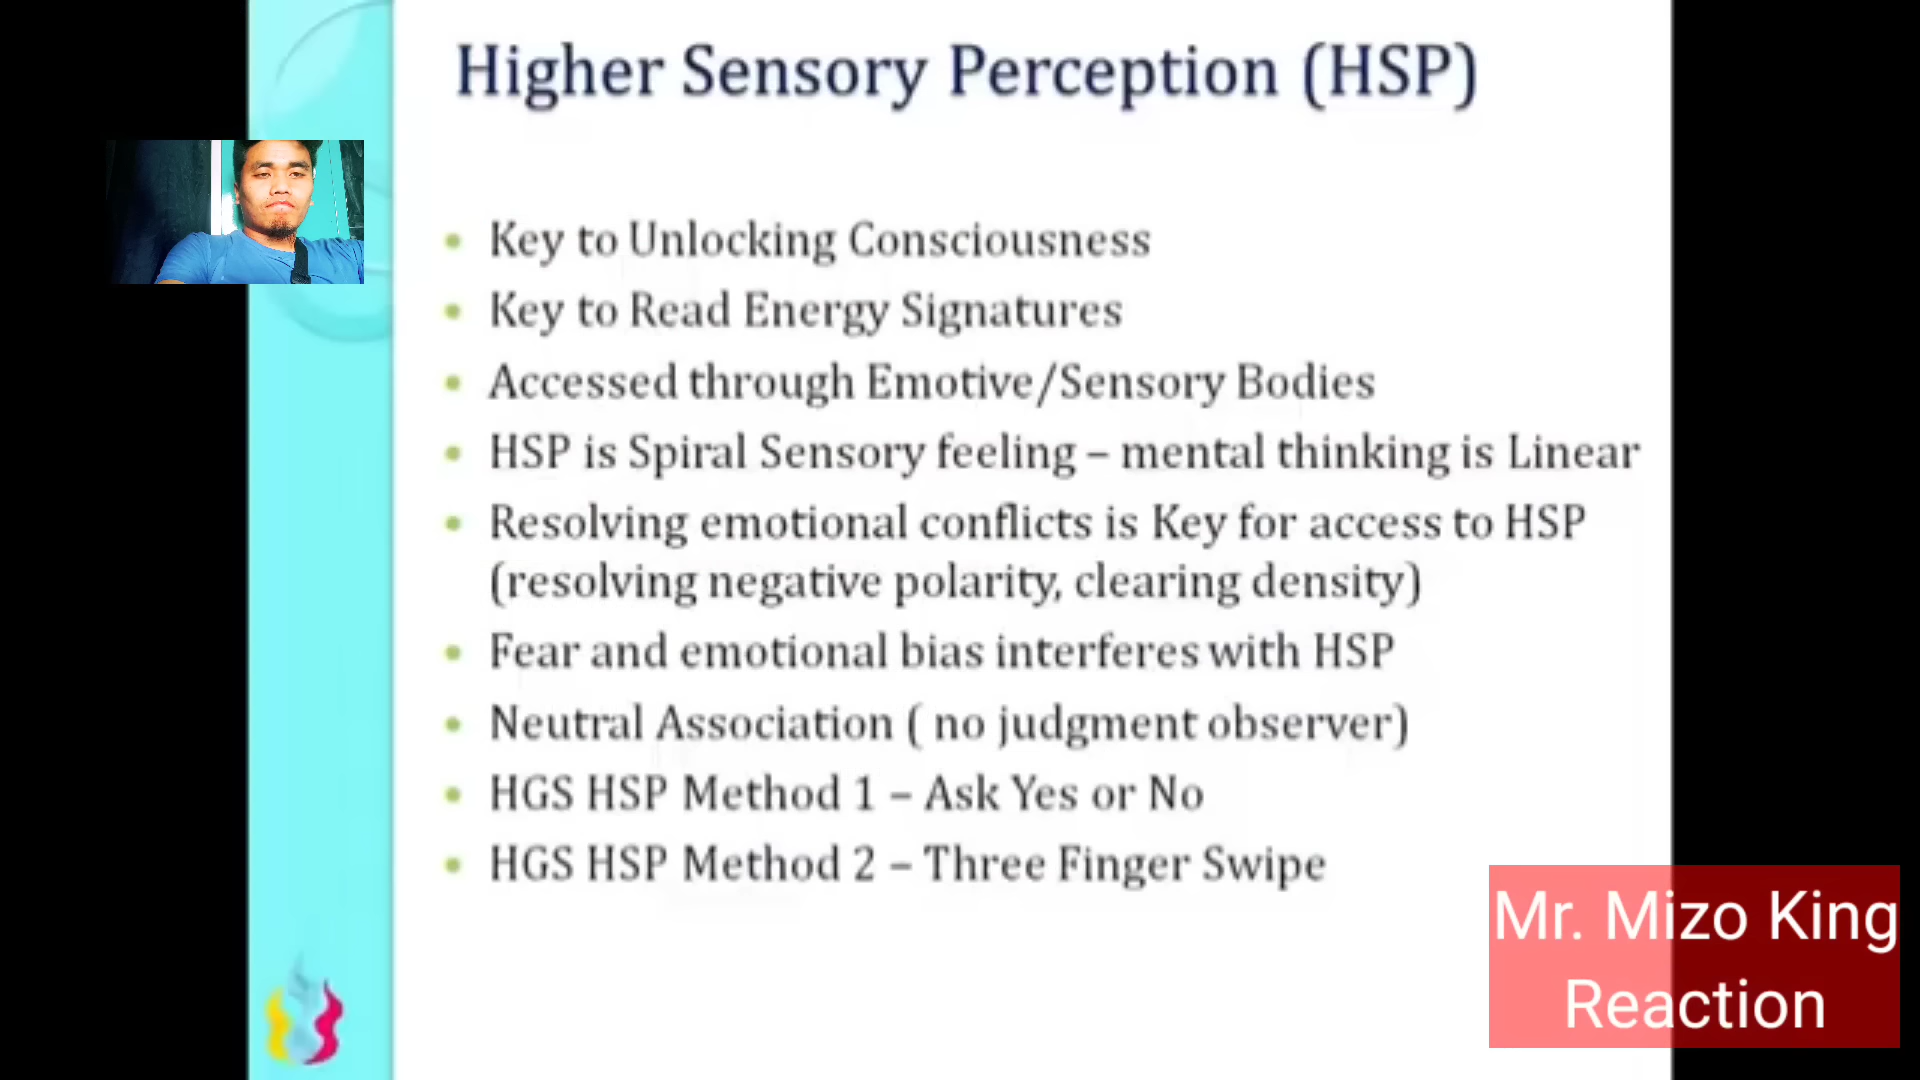 Higher Sensory Perception (HSP)
Key to Unlocking Consciousness
Key to Read Energy Signatures
Accessed through Emotive/Sensory Bodies
HSP is Spiral Sensory feeling – mental thinking is Linear
Resolving emotional conflicts is Key for access to HSP
(resolving negative polarity, clearing density)
Fear and emotional bias interferes with HSP
Neutral Association ( no judgment observer)
HGS HSP Method 1 – Ask Yes or No
HGS HSP Method 2 – Three Finger Swipe
Mr. Mizo King
Reaction